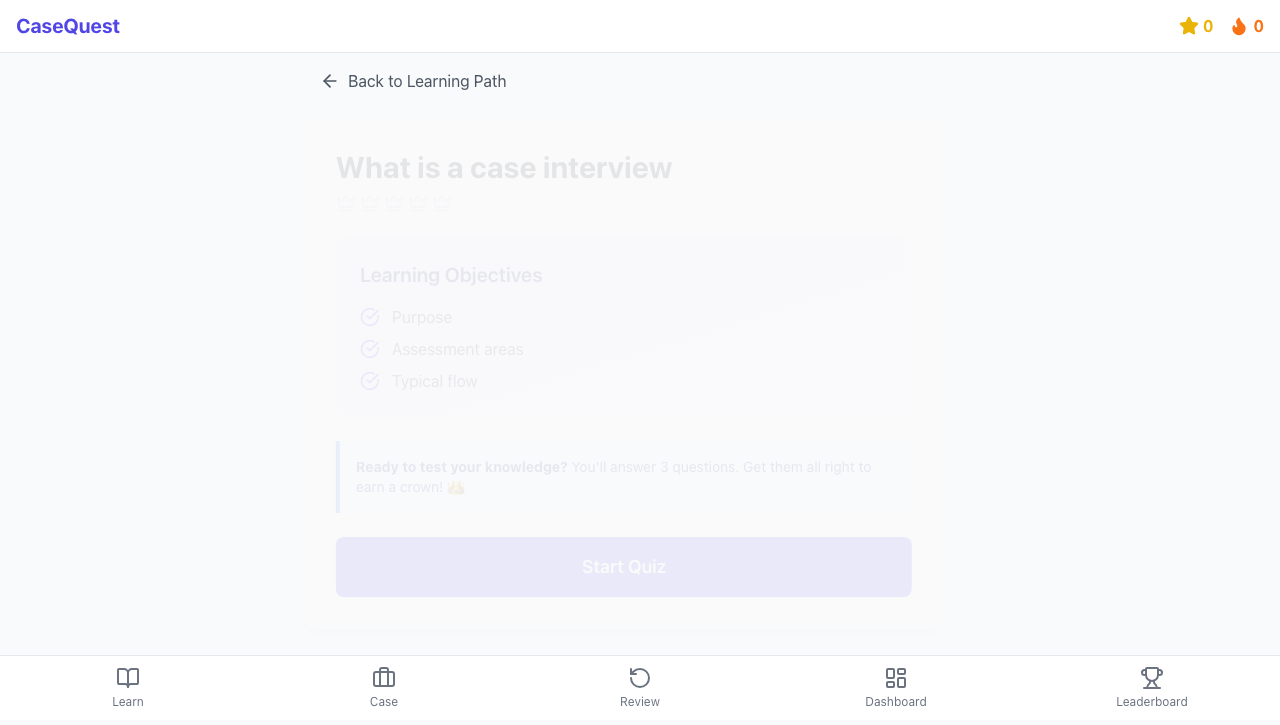 CaseQuest
0
0
Back to Learning Path
What is a case interview
Learning Objectives
Purpose
Assessment areas
Typical flow
Ready to test your knowledge? You'll answer 3 questions. Get them all right to
earn a crown! 👑
Start Quiz
Learn
Case
Review
Dashboard
Leaderboard